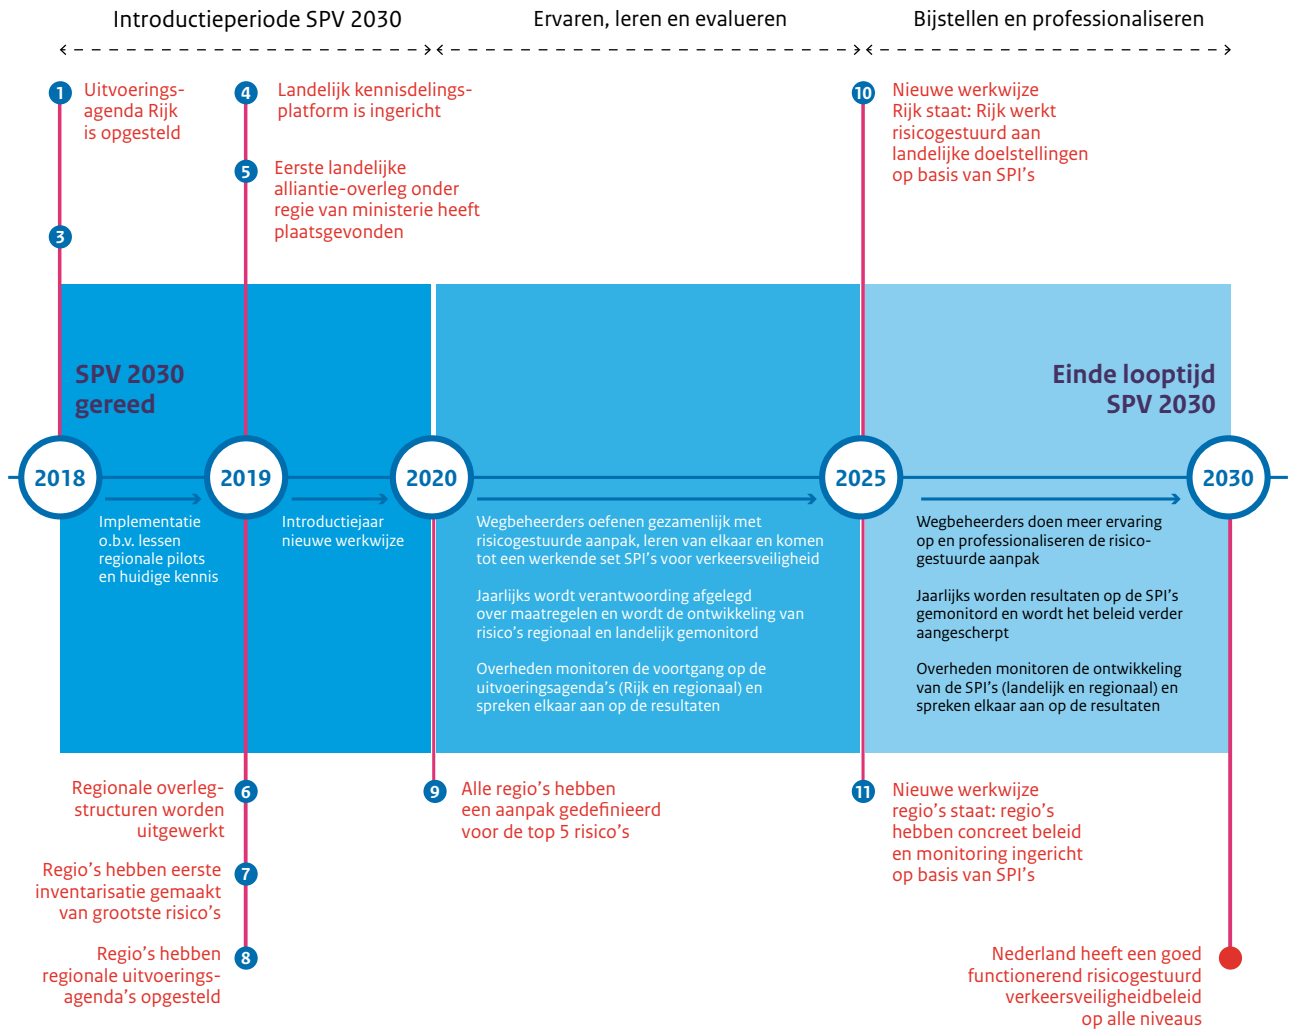 Introductieperiode SPV 2030
Ervaren, leren en evalueren
Bijstellen en professionaliseren
1
Uitvoerings-
agenda Rijk
is opgesteld
3
4
Landelijk kennisdelings-
platform is ingericht
5
Eerste landelijke
alliantie-overleg onder
regie van ministerie heeft
plaatsgevonden
10
Nieuwe werkwijze
Rijk staat: Rijk werkt
risicogestuurd aan
landelijke doelstellingen
op basis van SPI's
SPV 2030
gereed
Einde looptijd
SPV 2030
2018
2019
2020
2025
2030
Implementatie
o.b.v. lessen
regionale pilots
en huidige kennis
Introductiejaar
nieuwe werkwijze
Wegbeheerders oefenen gezamenlijk met
risicogestuurde aanpak, leren van elkaar en komen
tot een werkende set SPI's voor verkeersveiligheid
Jaarlijks wordt verantwoording afgelegd
over maatregelen en wordt de ontwikkeling van
risico's regionaal en landelijk gemonitord
Overheden monitoren de voortgang op de
uitvoeringsagenda's (Rijk en regionaal) en
spreken elkaar aan op de resultaten
Wegbeheerders doen meer ervaring
op en professionaliseren de risico-
gestuurde aanpak
Jaarlijks worden resultaten op de SPI's
gemonitord en wordt het beleid verder
aangescherpt
Overheden monitoren de ontwikkeling
van de SPI's (landelijk en regionaal) en
spreken elkaar aan op de resultaten
Regionale overleg-
structuren worden
uitgewerkt
6
Regio's hebben eerste
inventarisatie gemaakt
van grootste risico's
7
Regio's hebben
regionale uitvoerings-
agenda's opgesteld
8
9
Alle regio's hebben
een aanpak gedefinieerd
voor de top 5 risico's
11
Nieuwe werkwijze
regio's staat: regio's
hebben concreet beleid
en monitoring ingericht
op basis van SPI's
Nederland heeft een goed
functionerend risicogestuurd
verkeersveiligheidbeleid
op alle niveaus